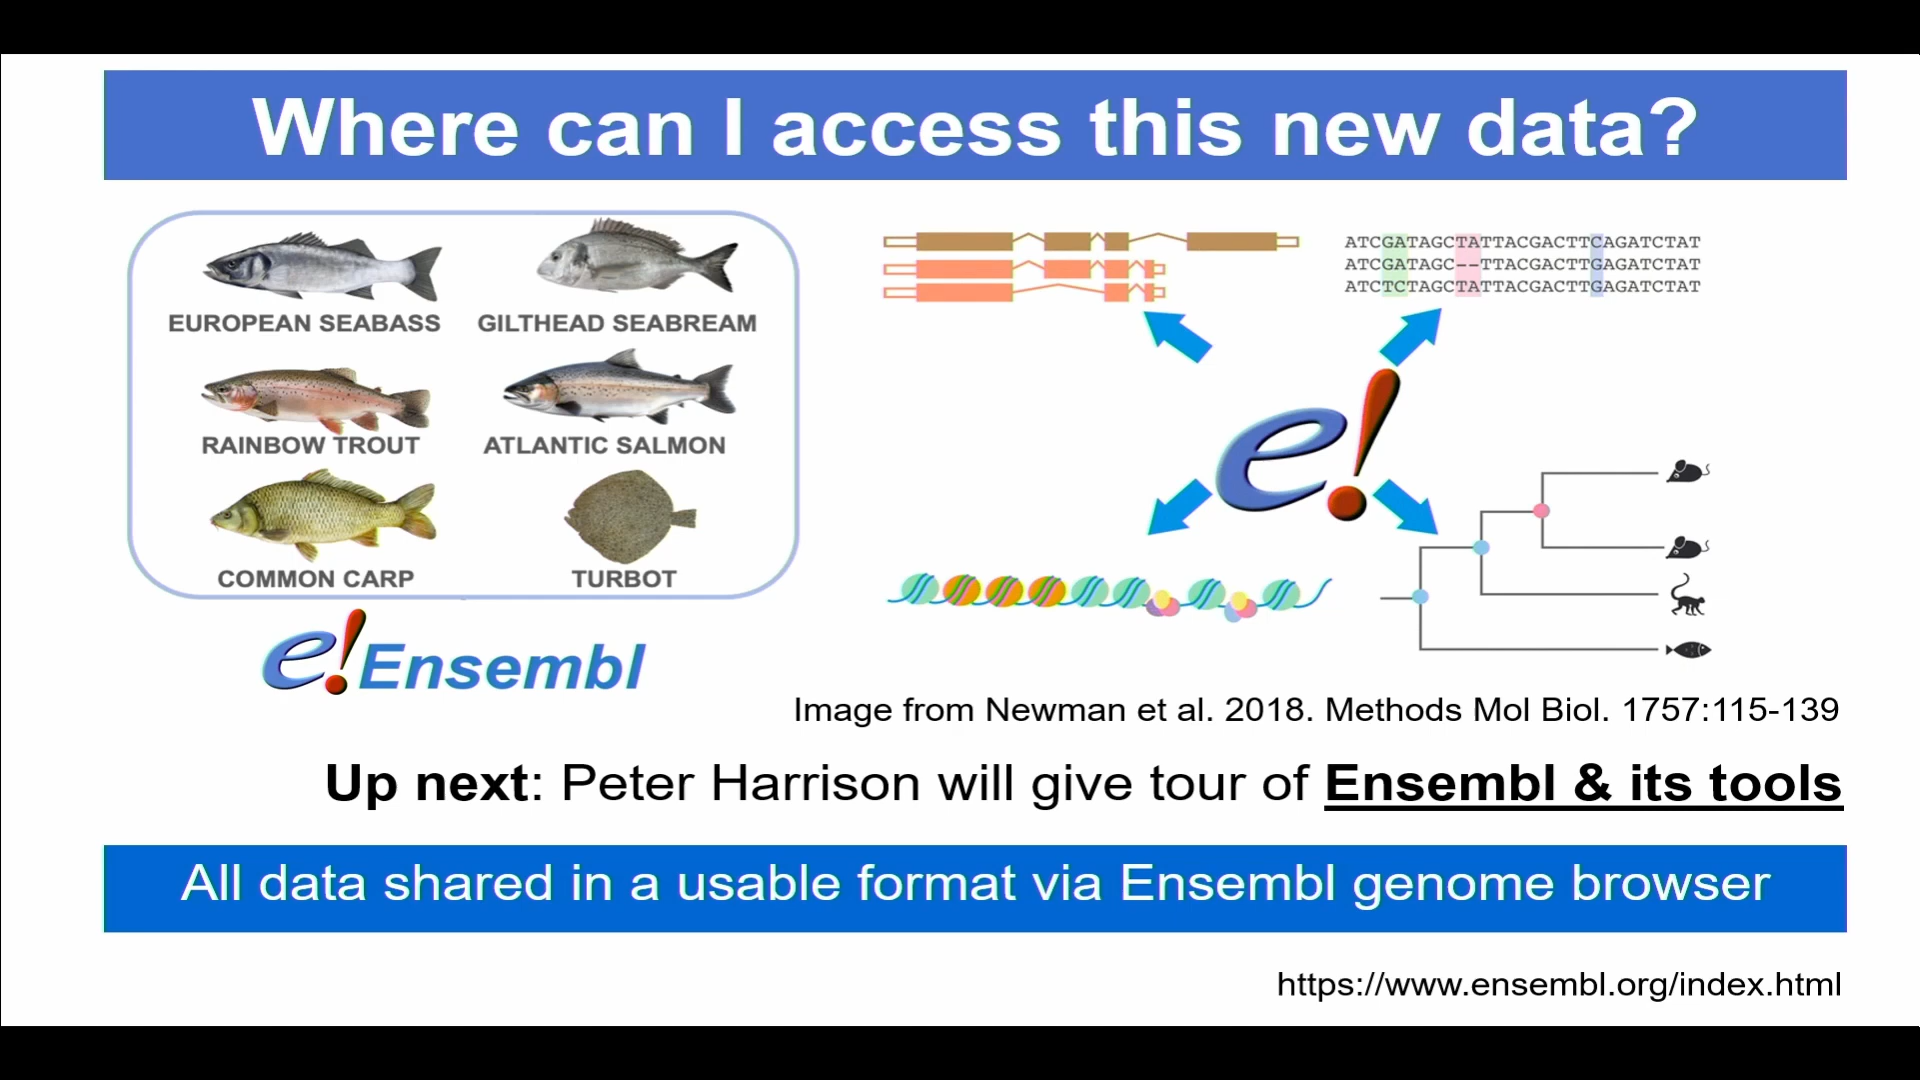 Where can I access this new data?
EUROPEAN SEABASS
GILTHEAD SEABREAM
RAINBOW TROUT
ATLANTIC SALMON
COMMON CARP
TURBOT
e!Ensembl
ATCGATAGCTATTACGACTTCAGATCTAT
ATCGATAGC--TTACGACTTGAGATCTAT
ATCTCTAGCTATTACGACTTGAGATCTAT
e!
Image from Newman et al. 2018. Methods Mol Biol. 1757:115-139
Up next: Peter Harrison will give tour of Ensembl & its tools
All data shared in a usable format via Ensembl genome browser
https://www.ensembl.org/index.html